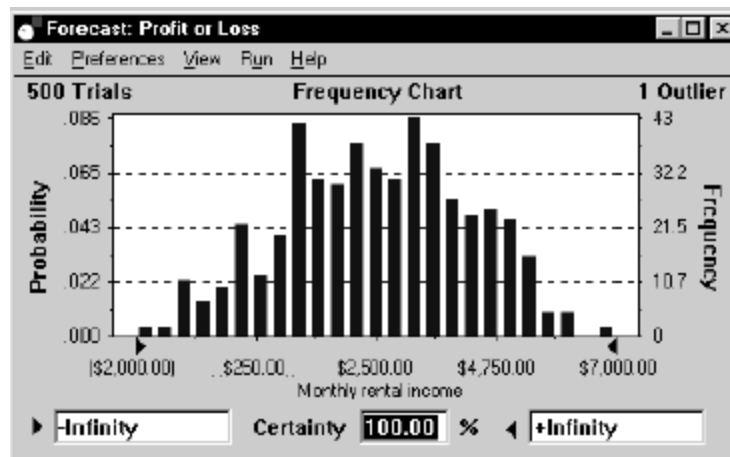 Forecast: Profit or Loss
Edit Preferences View Run Help
500 Trials Frequency Chart 1 Outlier
.086 43
.065 32.2
.043 21.5
.022 10.7
.000 0
Probability
Frequency
($2,000.00) $250.00 $2,500.00 $4,750.00 $7,000.00
Monthly rental income
-Infinity Certainty 100.00 % +Infinity